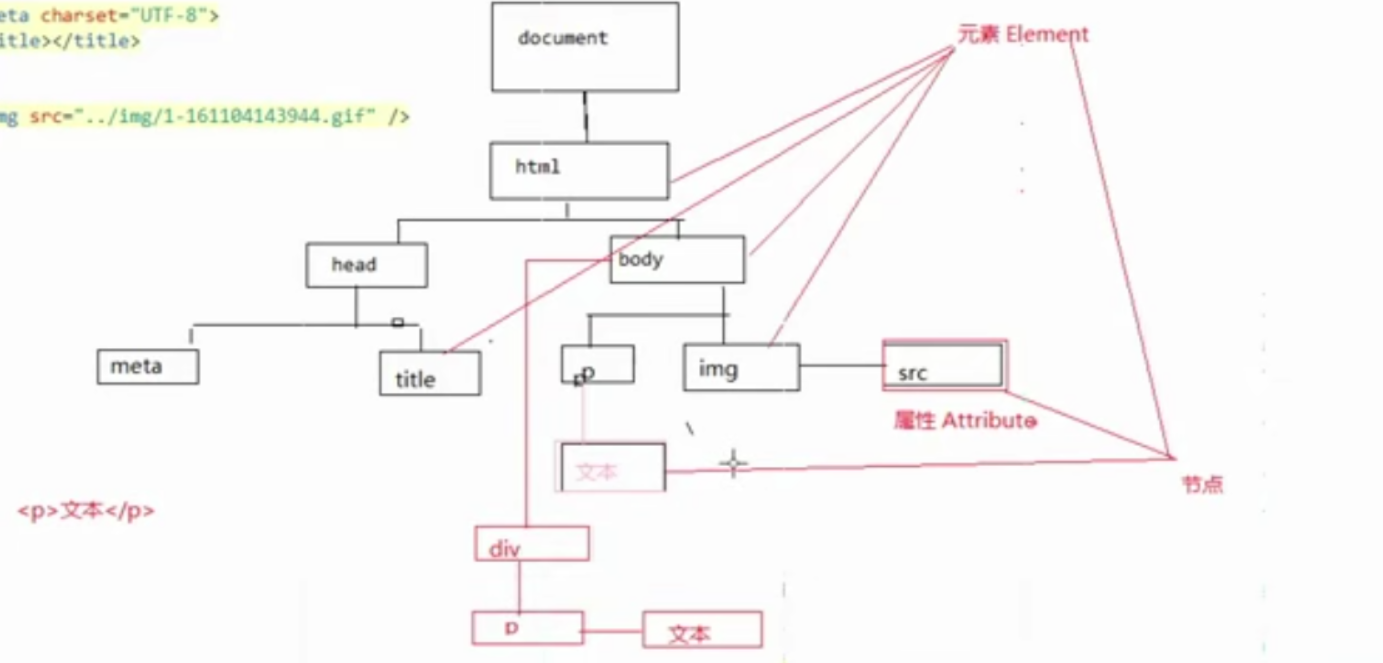 eta charset="UTF-8">
itle></title>
document
元素 Element
mg src="../img/1-161104143944.gif" />
html
head
body
meta
title
p
p
img
src
属性 Attribute
文本
节点
<p>文本</p>
div
p
文本